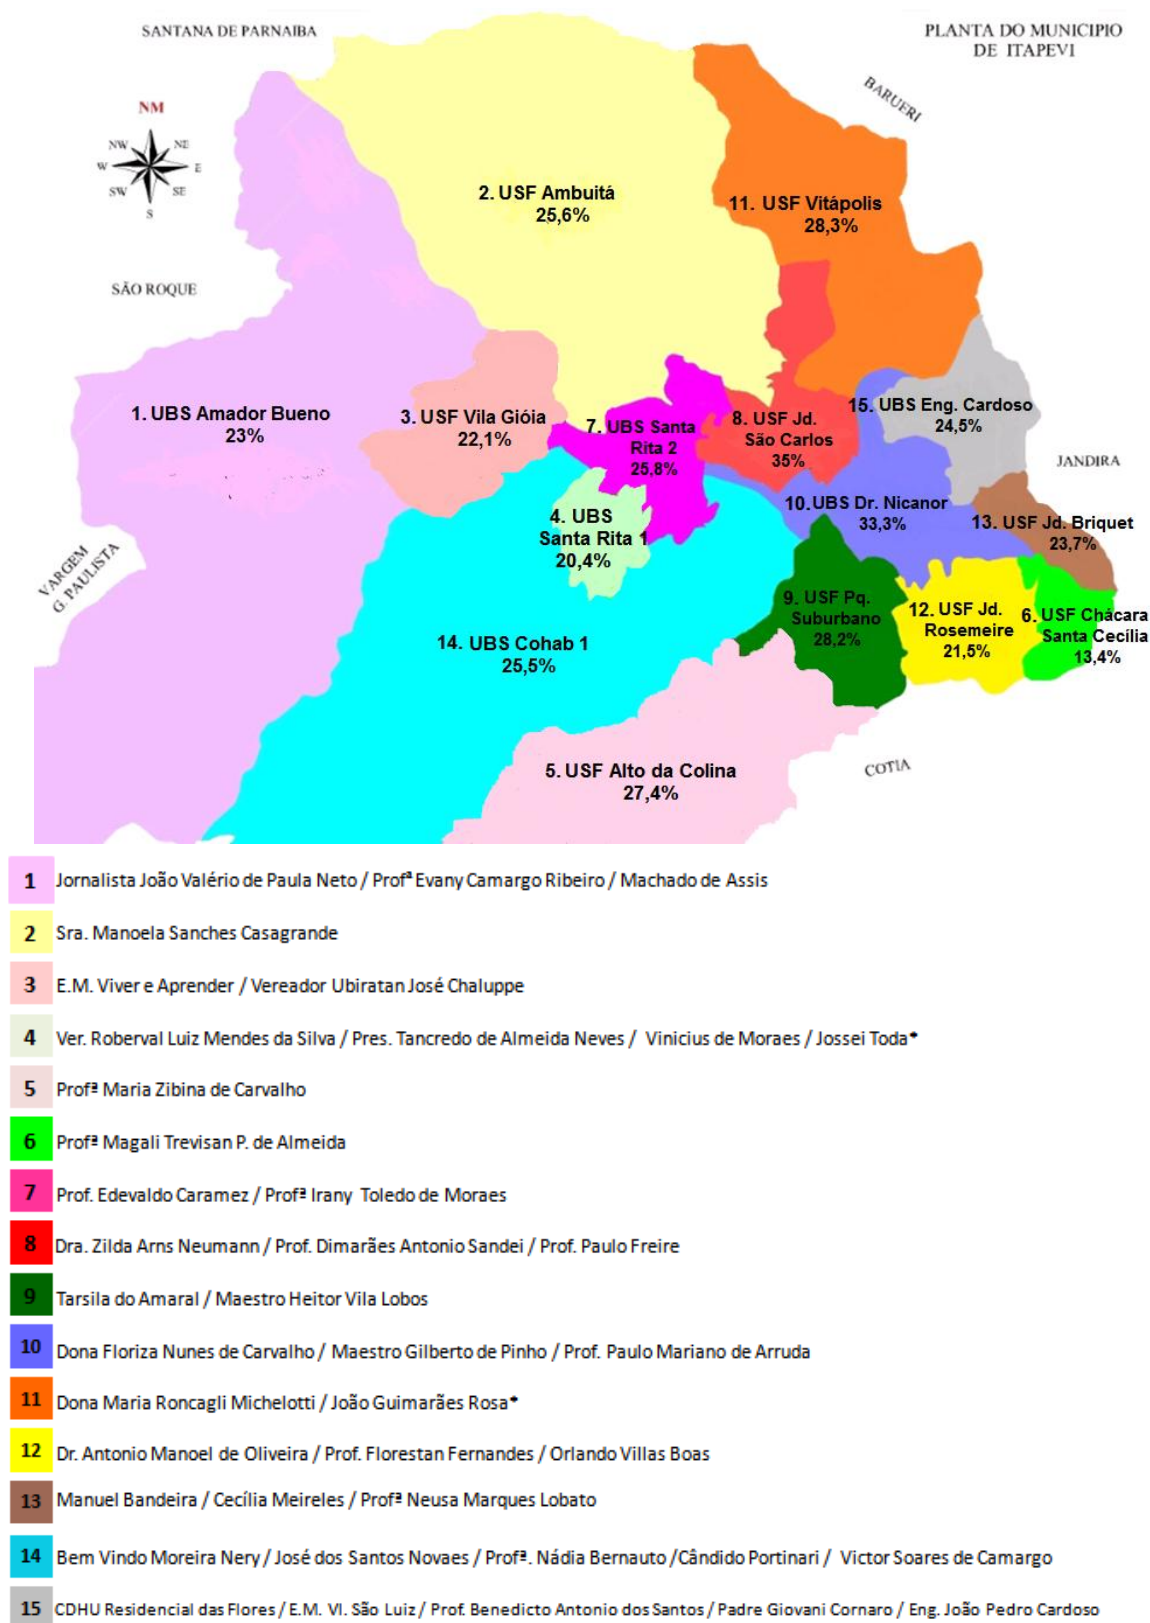 SANTANA DE PARNAIBA
PLANTA DO MUNICIPIO
DE ITAPEVI
BARUERI
NM
NW
NE
W
E
SW
SE
S
2. USF Ambuitá
25,6%
11. USF Vitápolis
28,3%
SÃO ROQUE
1. UBS Amador Bueno
23%
3. USF Vila Gióia
22,1%
7. UBS Santa
Rita 2
25,8%
8. USF Jd.
São Carlos
35%
15. UBS Eng. Cardoso
24,5%
JANDIRA
4. UBS
Santa Rita 1
20,4%
10. UBS Dr. Nicanor
33,3%
13. USF Jd. Briquet
23,7%
VARGEM
G. PAULISTA
14. UBS Cohab 1
25,5%
9. USF Pq.
Suburbano
28,2%
12. USF Jd.
Rosemeire
21,5%
6. USF Chácara
Santa Cecília
13,4%
5. USF Alto da Colina
27,4%
COTIA
1 Jornalista João Valério de Paula Neto / Profª Evany Camargo Ribeiro / Machado de Assis
2 Sra. Manoela Sanches Casagrande
3 E.M. Viver e Aprender / Vereador Ubiratan José Chaluppe
4 Ver. Roberval Luiz Mendes da Silva / Pres. Tancredo de Almeida Neves / Vinicius de Moraes / Jossei Toda*
5 Profª Maria Zibina de Carvalho
6 Profª Magali Trevisan P. de Almeida
7 Prof. Edevaldo Caramez / Profª Irany Toledo de Moraes
8 Dra. Zilda Arns Neumann / Prof. Dimarães Antonio Sandei / Prof. Paulo Freire
9 Tarsila do Amaral / Maestro Heitor Vila Lobos
10 Dona Floriza Nunes de Carvalho / Maestro Gilberto de Pinho / Prof. Paulo Mariano de Arruda
11 Dona Maria Roncagli Michelotti / João Guimarães Rosa*
12 Dr. Antonio Manoel de Oliveira / Prof. Florestan Fernandes / Orlando Villas Boas
13 Manuel Bandeira / Cecília Meireles / Profª Neusa Marques Lobato
14 Bem Vindo Moreira Nery / José dos Santos Novaes / Profª. Nádia Bernauto /Cândido Portinari / Victor Soares de Camargo
15 CDHU Residencial das Flores / E.M. VI. São Luiz / Prof. Benedicto Antonio dos Santos / Padre Giovani Cornaro / Eng. João Pedro Cardoso